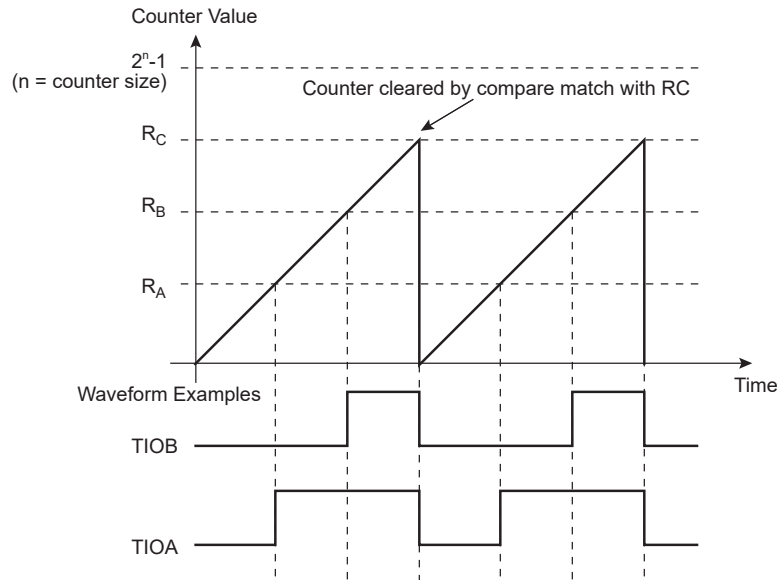 Counter Value
2ⁿ-1
(n = counter size)
Counter cleared by compare match with RC
R_C
R_B
R_A
Time
Waveform Examples
TIOB
TIOA